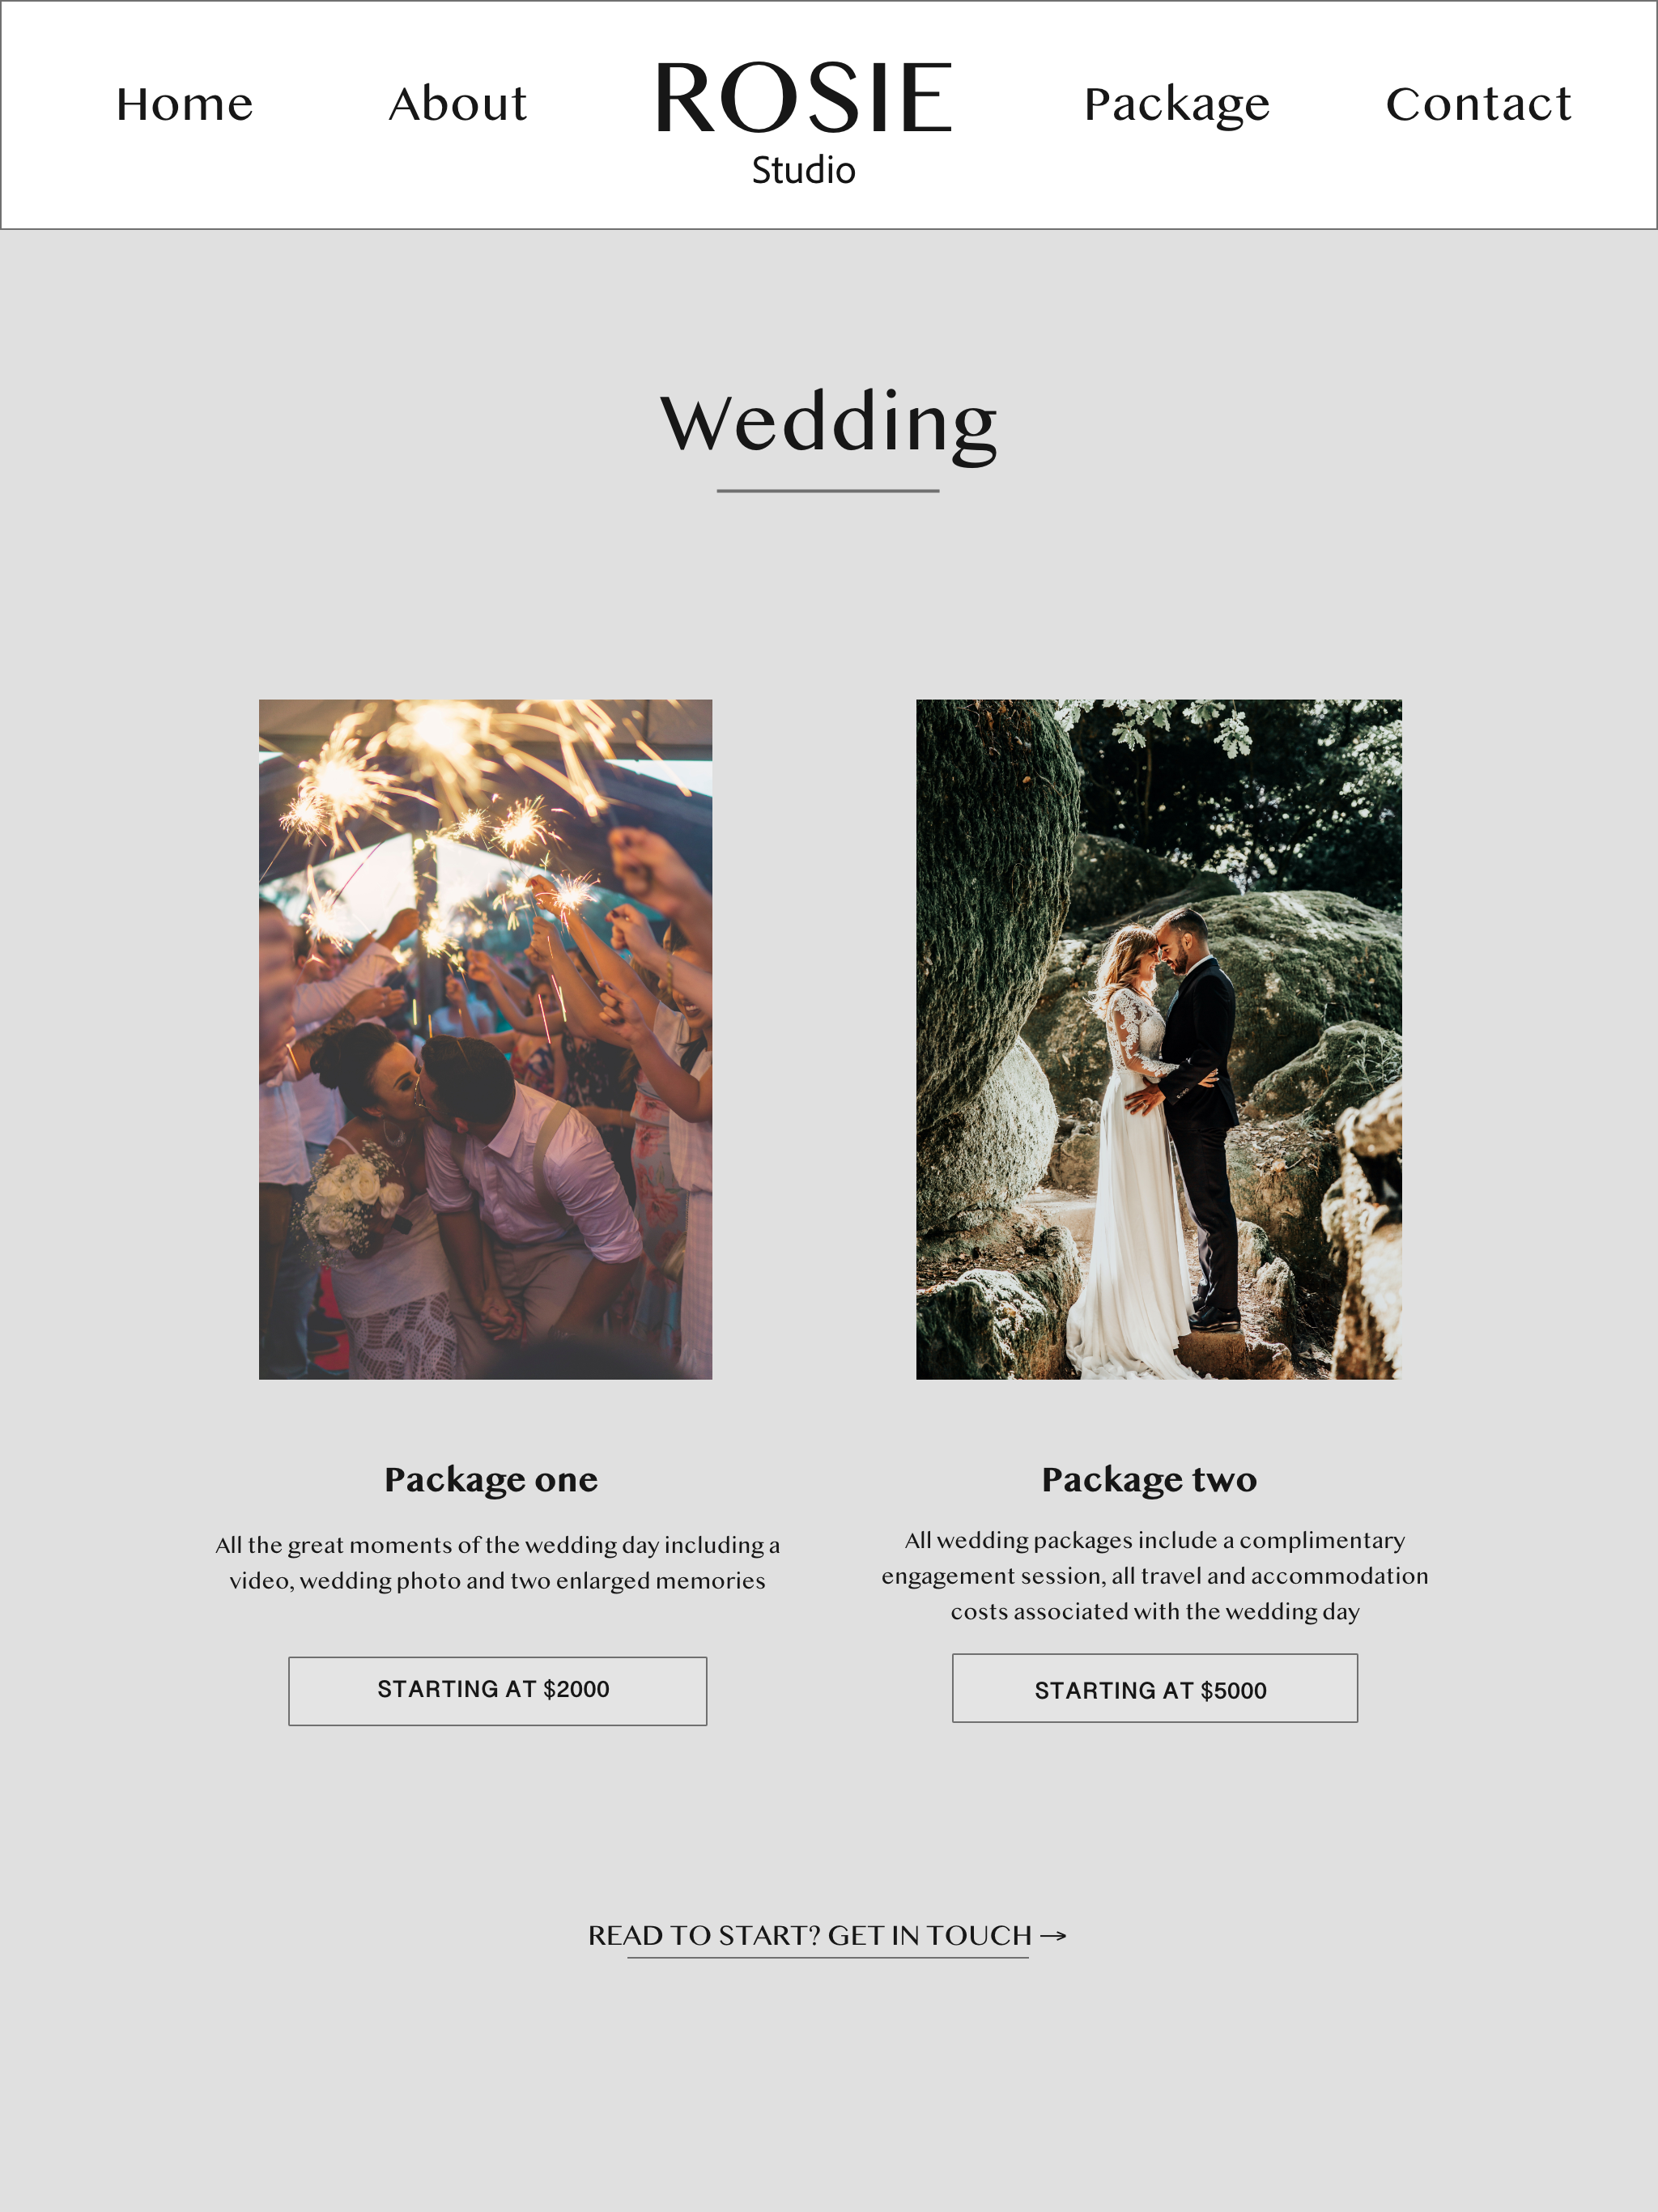 Home About ROSIE Package Contact
Studio
Wedding
Package one
All the great moments of the wedding day including a
video, wedding photo and two enlarged memories
STARTING AT $2000
Package two
All wedding packages include a complimentary
engagement session, all travel and accommodation
costs associated with the wedding day
STARTING AT $5000
READ TO START? GET IN TOUCH →